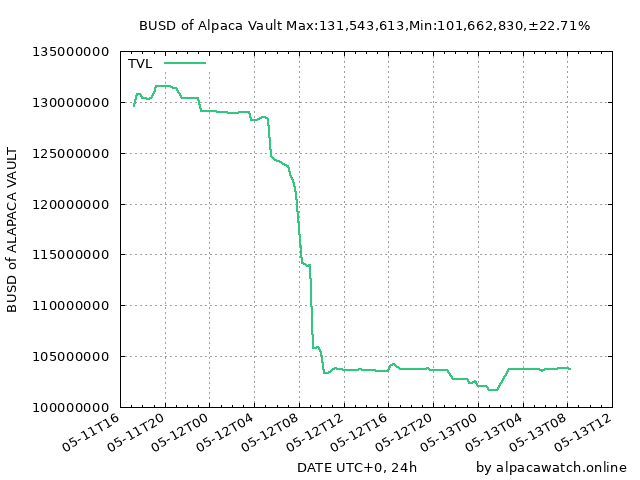 BUSD of Alpaca Vault Max:131,543,613,Min:101,662,830,±22.71%
TVL
135000000
130000000
125000000
120000000
115000000
110000000
105000000
100000000
BUSD of ALAPACA VAULT
05-11T16
05-11T20
05-12T00
05-12T04
05-12T08
05-12T12
05-12T16
05-12T20
05-13T00
05-13T04
05-13T08
05-13T12
DATE UTC+0, 24h
by alpacawatch.online